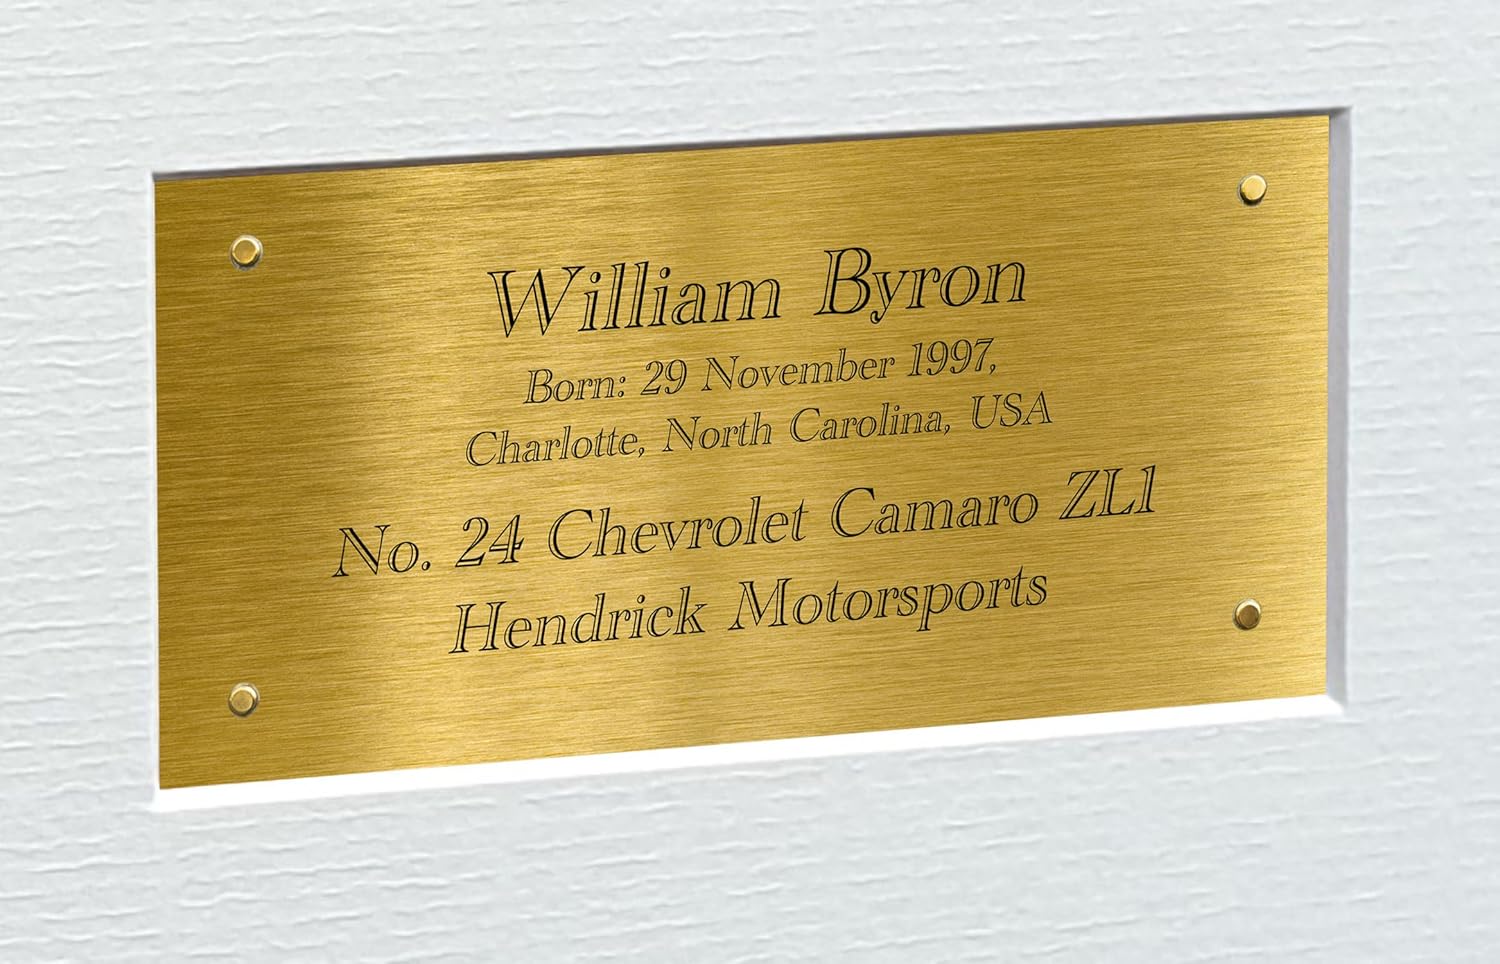 William Byron
Born: 29 November 1997,
Charlotte, North Carolina, USA
No. 24 Chevrolet Camaro ZL1
Hendrick Motorsports